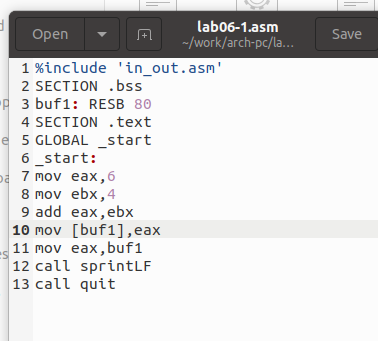 Open
lab06-1.asm
~/work/arch-pc/la...
Save
1 %include 'in_out.asm'
2 SECTION .bss
3 buf1: RESB 80
4 SECTION .text
5 GLOBAL _start
6 _start:
7 mov eax,6
8 mov ebx,4
9 add eax,ebx
10 mov [buf1],eax
11 mov eax,buf1
12 call sprintLF
13 call quit